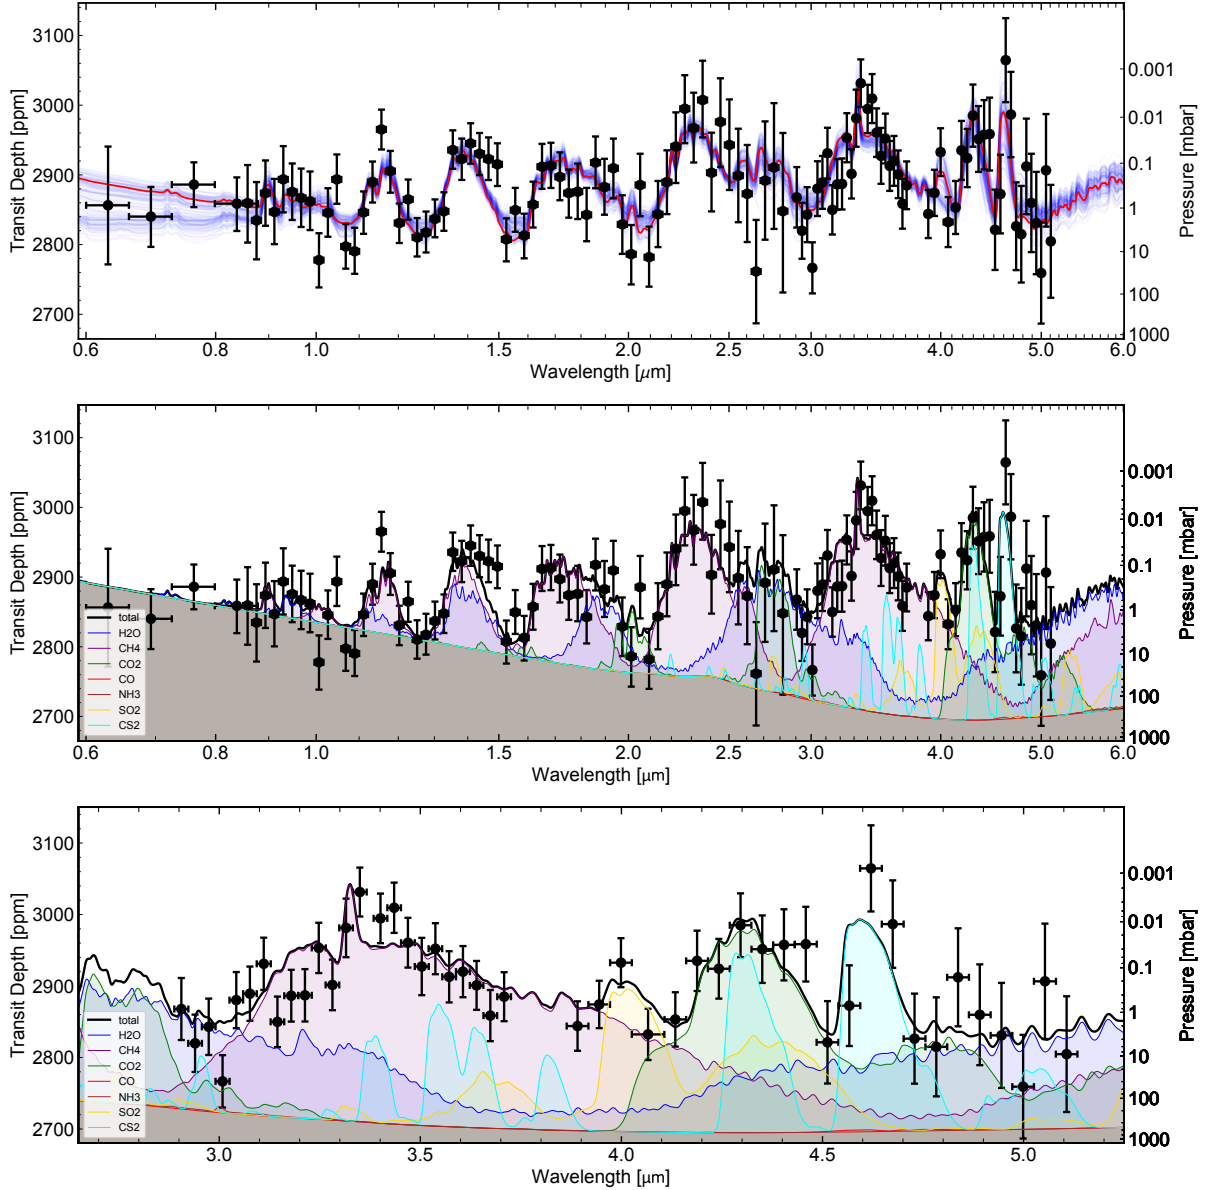 3100
3000
2900
2800
2700
Transit Depth [ppm]
0.001
0.01
0.1
1
10
100
1000
Pressure [mbar]
0.6 0.8 1.0 1.5 2.0 2.5 3.0 4.0 5.0 6.0
Wavelength [μm]
3100
3000
2900
2800
2700
Transit Depth [ppm]
total
H2O
CH4
CO2
CO
NH3
SO2
CS2
0.001
0.01
0.1
1
10
100
1000
Pressure [mbar]
0.6 0.8 1.0 1.5 2.0 2.5 3.0 4.0 5.0 6.0
Wavelength [μm]
3100
3000
2900
2800
2700
Transit Depth [ppm]
total
H2O
CH4
CO2
CO
NH3
SO2
CS2
0.001
0.01
0.1
1
10
100
1000
Pressure [mbar]
3.0 3.5 4.0 4.5 5.0
Wavelength [μm]